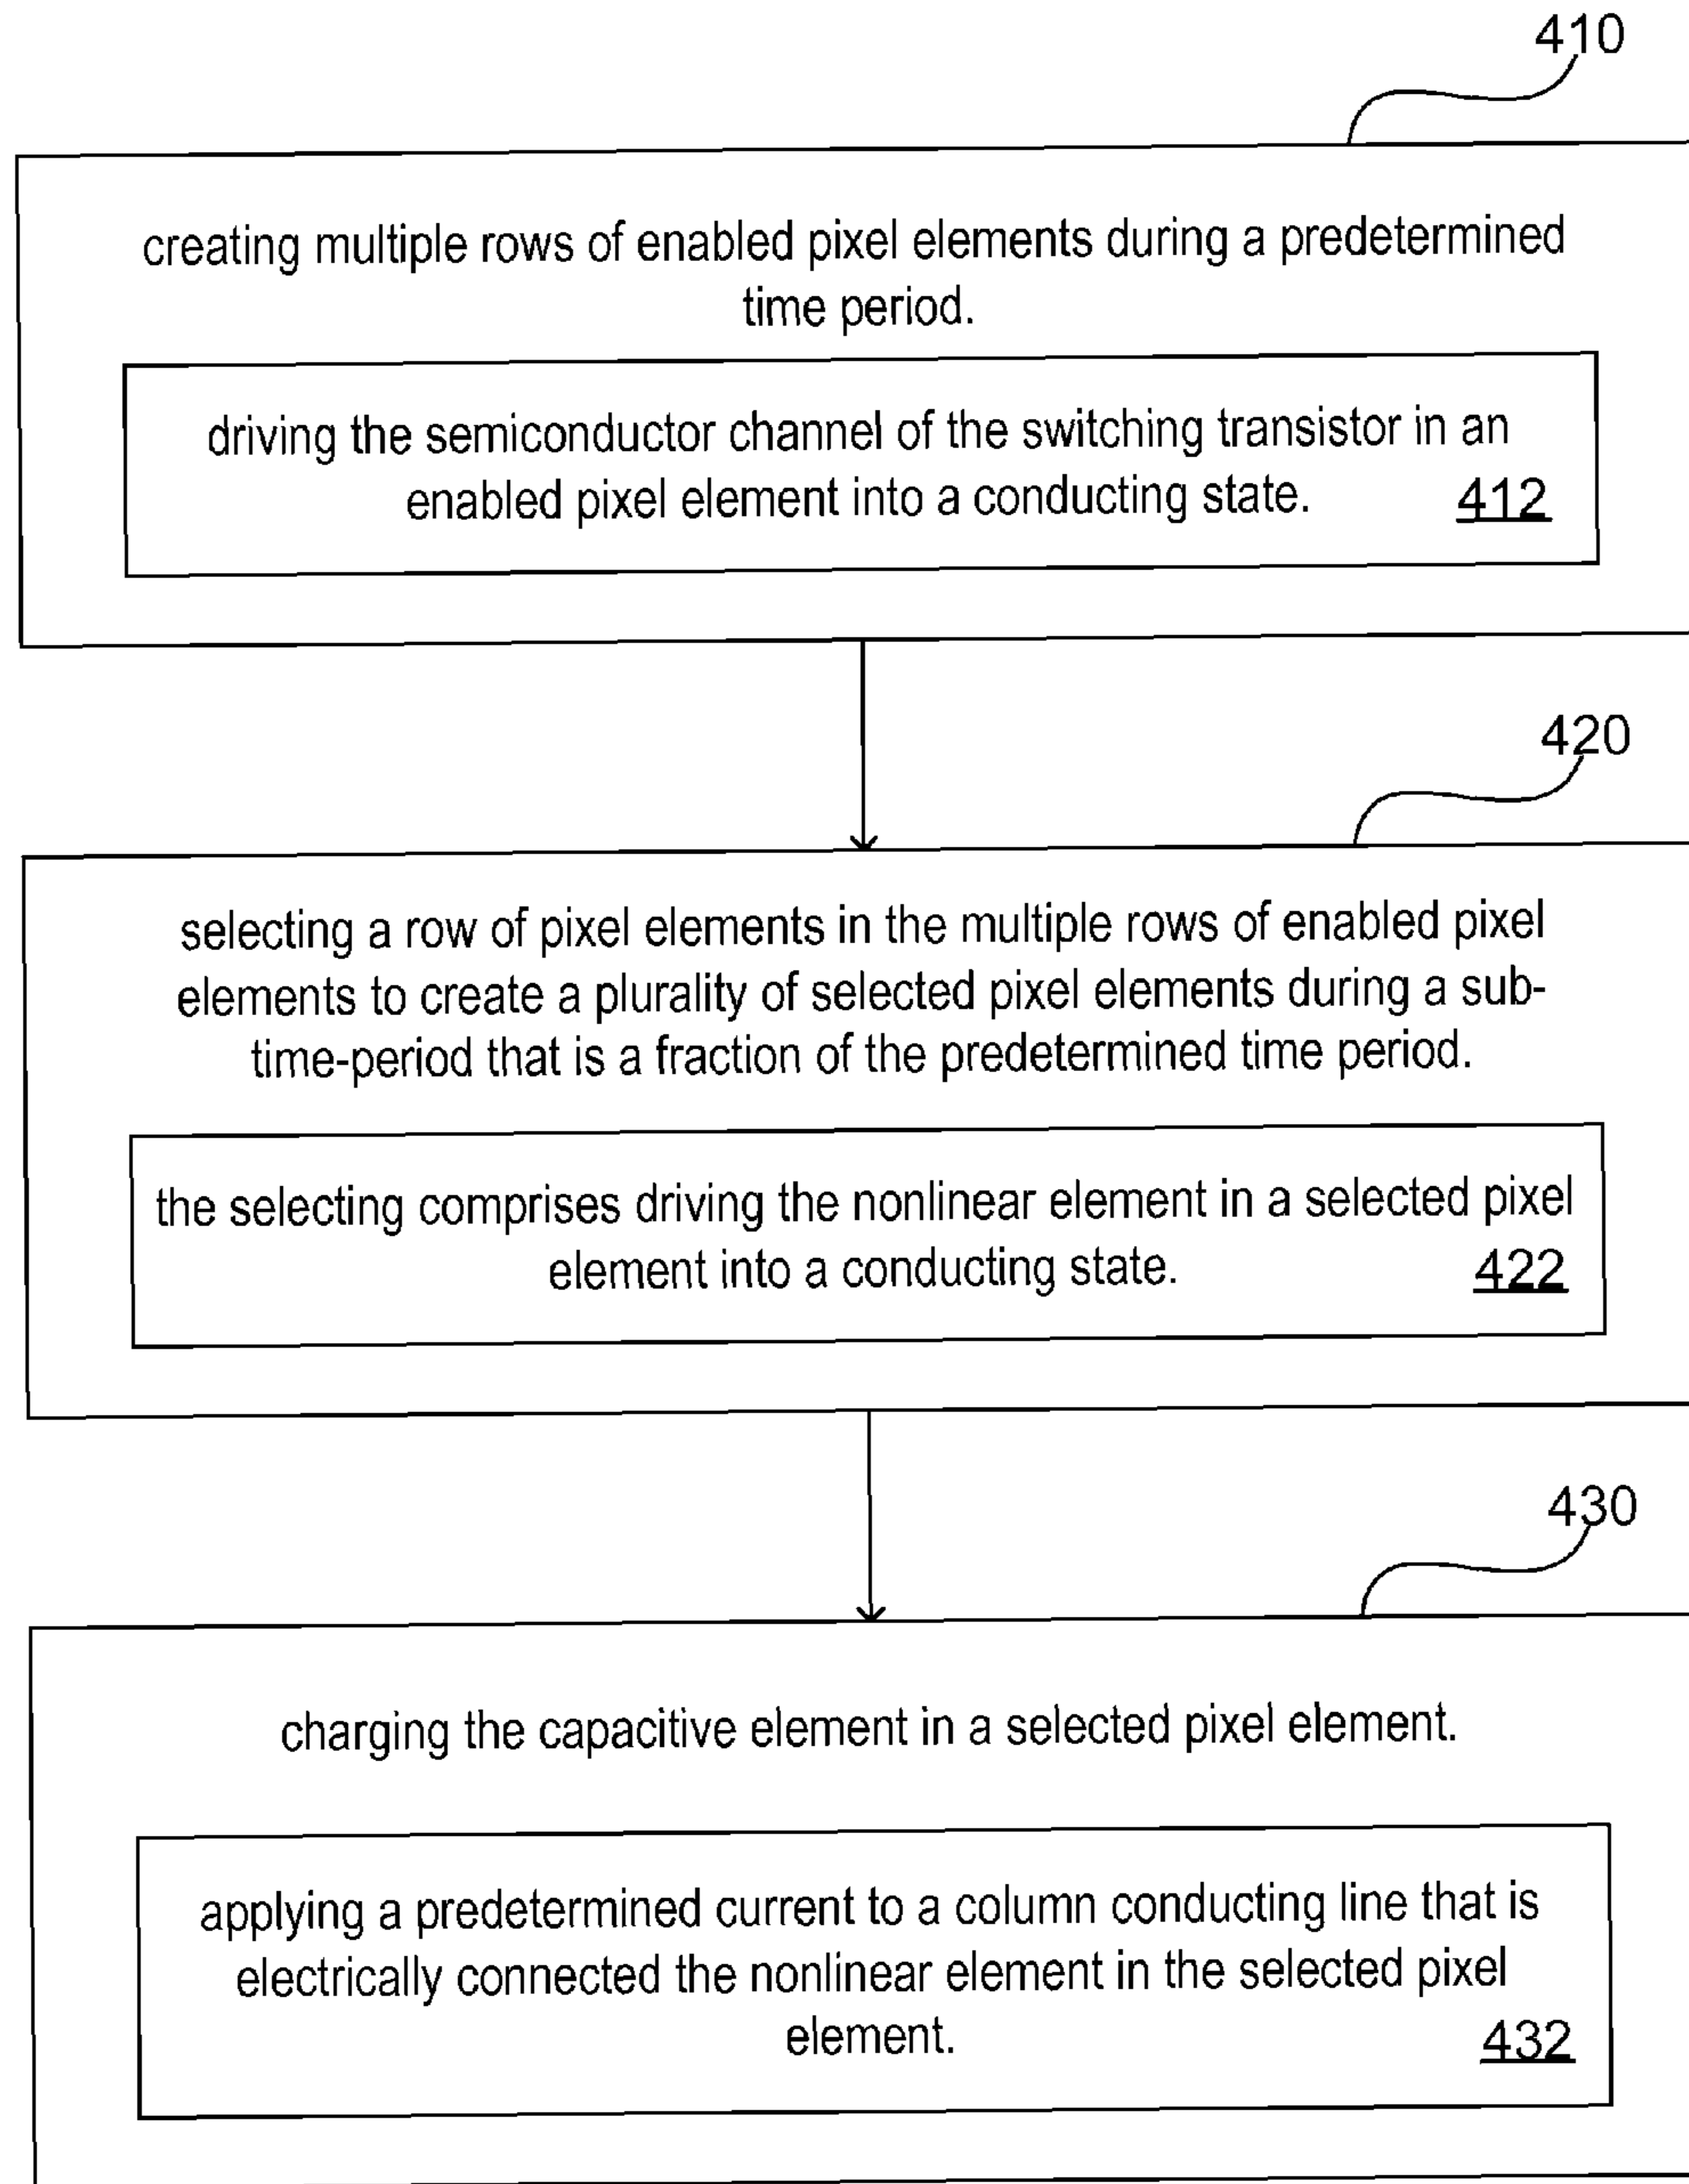 410
creating multiple rows of enabled pixel elements during a predetermined
time period.
driving the semiconductor channel of the switching transistor in an
enabled pixel element into a conducting state. 412
420
selecting a row of pixel elements in the multiple rows of enabled pixel
elements to create a plurality of selected pixel elements during a sub-
time-period that is a fraction of the predetermined time period.
the selecting comprises driving the nonlinear element in a selected pixel
element into a conducting state. 422
430
charging the capacitive element in a selected pixel element.
applying a predetermined current to a column conducting line that is
electrically connected the nonlinear element in the selected pixel
element. 432